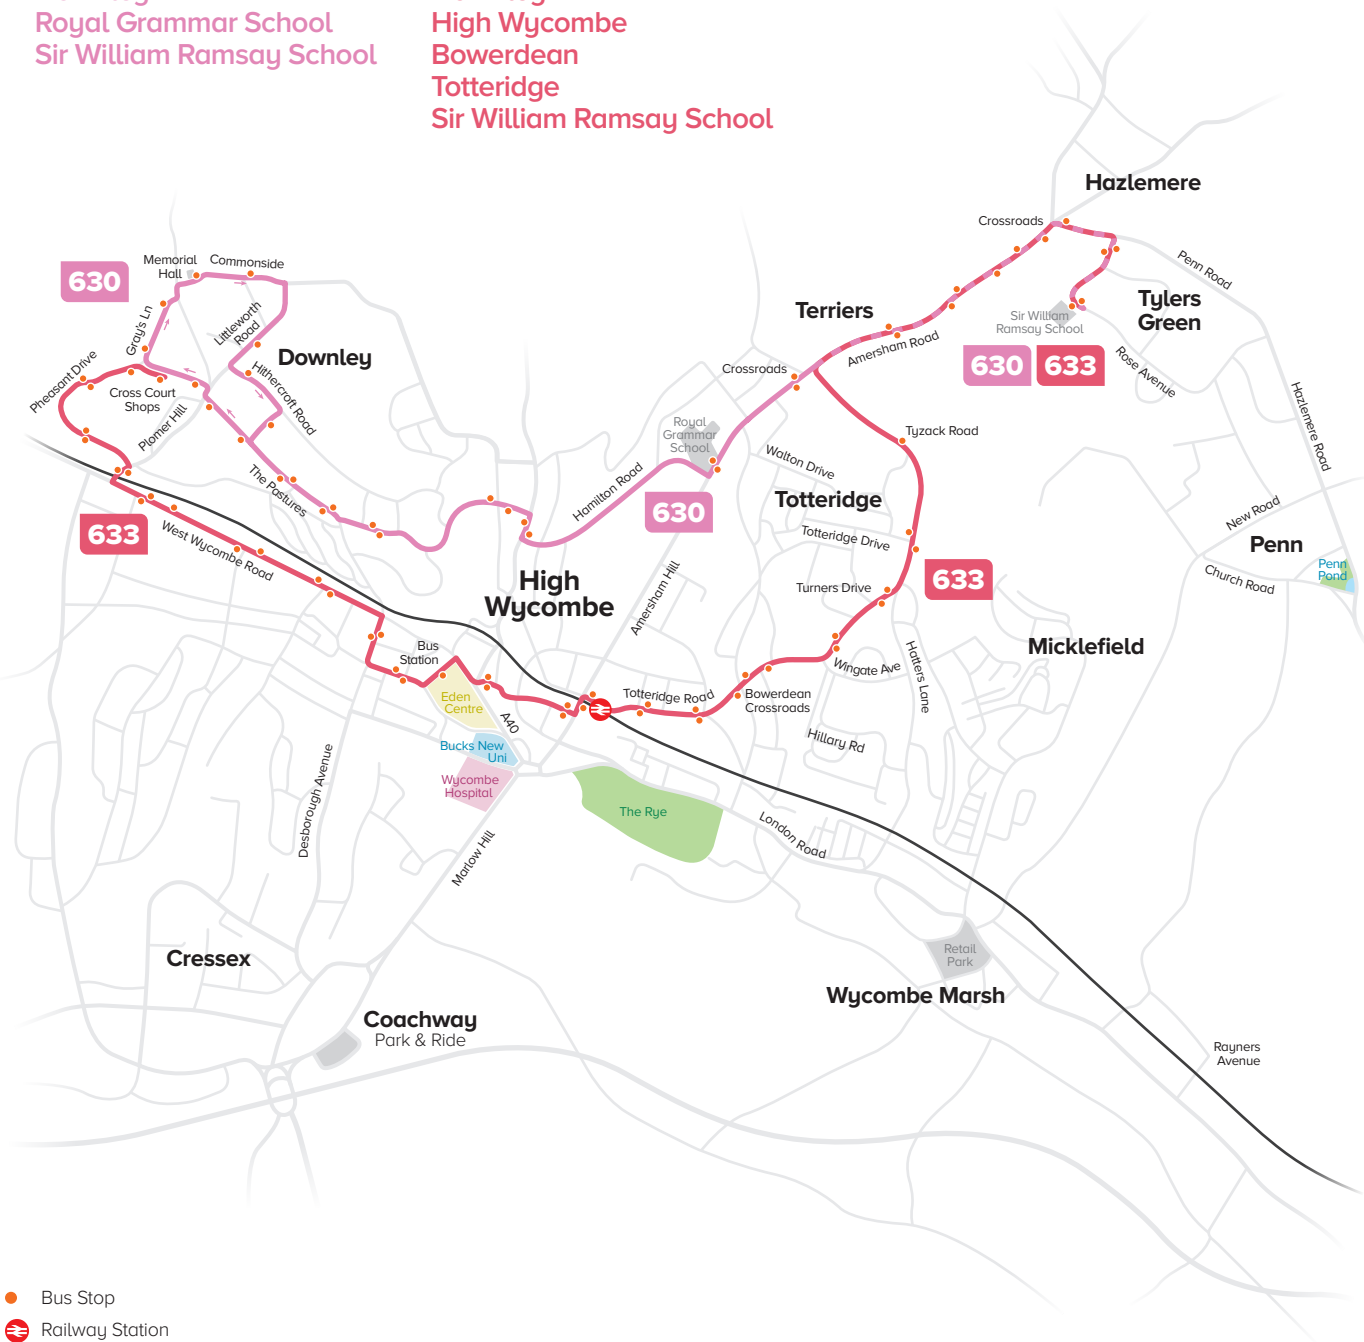 Royal Grammar School
Sir William Ramsay School
High Wycombe
Bowerdean
Totteridge
Sir William Ramsay School
Hazlemere
Crossroads
Penn Road
Memorial
Hall
Commonside
630
Gray's Ln
Littleworth
Road
Downley
Terriers
Tylers
Green
Sir William
Ramsay School
Amersham Road
630
633
Rose Avenue
Pheasant Drive
Cross Court
Shops
Hithercroft Road
Plomer Hill
Crossroads
Hazlemere Road
Royal
Grammar
School
Tyzack Road
Walton Drive
The Pastures
Hamilton Road
Totteridge
630
New Road
633
West Wycombe Road
Totteridge Drive
Penn
Penn
Pond
Church Road
High
Wycombe
Amersham Hill
Turners Drive
633
Bus
Station
Micklefield
Wingate Ave
Hatters Lane
Eden
Centre
A40
Totteridge Road
Bowerdean
Crossroads
Hillary Rd
Bucks New
Uni
Wycombe
Hospital
Desborough Avenue
The Rye
London Road
Marlow Hill
Cressex
Retail
Park
Wycombe Marsh
Coachway
Park & Ride
Rayners
Avenue
Bus Stop
Railway Station